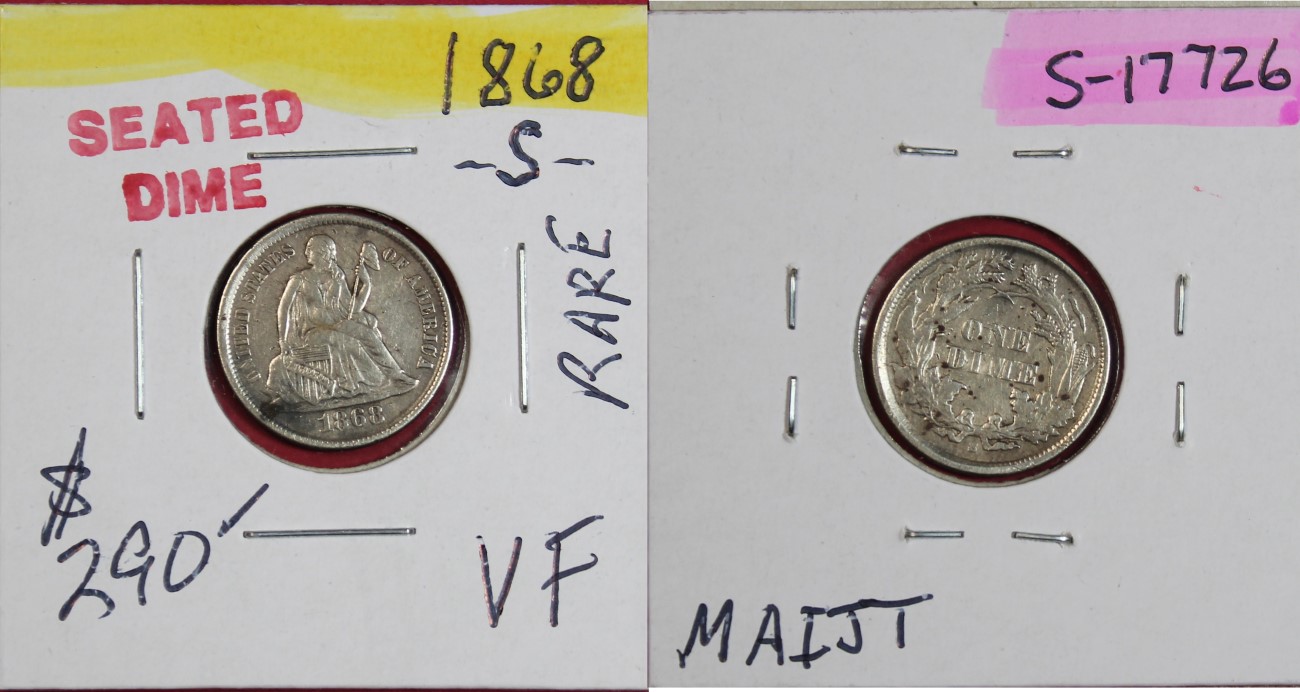 1868
SEATED
-S-
DIME
RARE
UNITED STATES OF AMERICA
1868
$
290
VF
S-17726
ONE
DIME
S
MAIJT